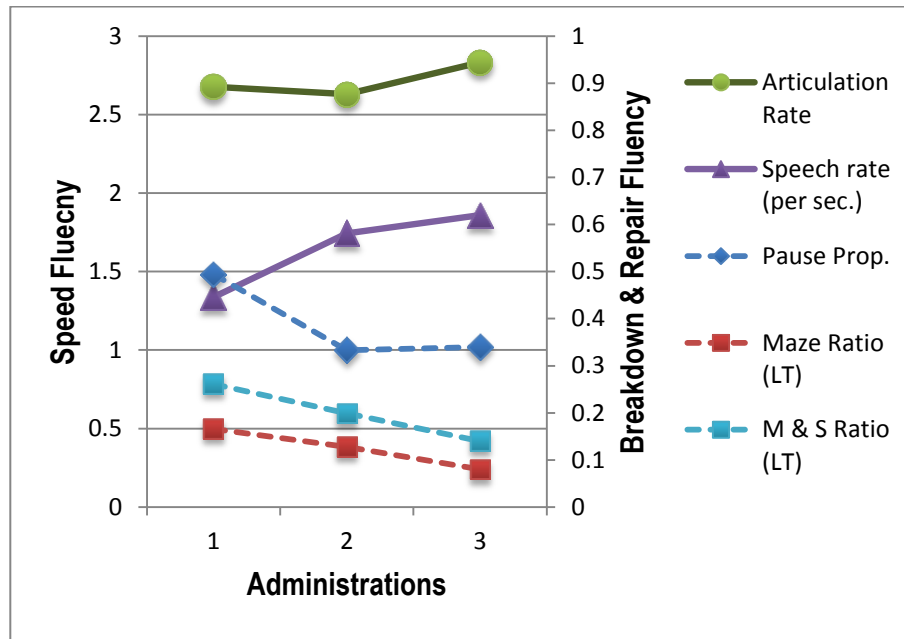 3
2.5
2
1.5
1
0.5
0
Speed Fluecny
1
0.9
0.8
0.7
0.6
0.5
0.4
0.3
0.2
0.1
0
Breakdown & Repair Fluency
1 2 3
Administrations
Articulation
Rate
Speech rate
(per sec.)
Pause Prop.
Maze Ratio
(LT)
M & S Ratio
(LT)